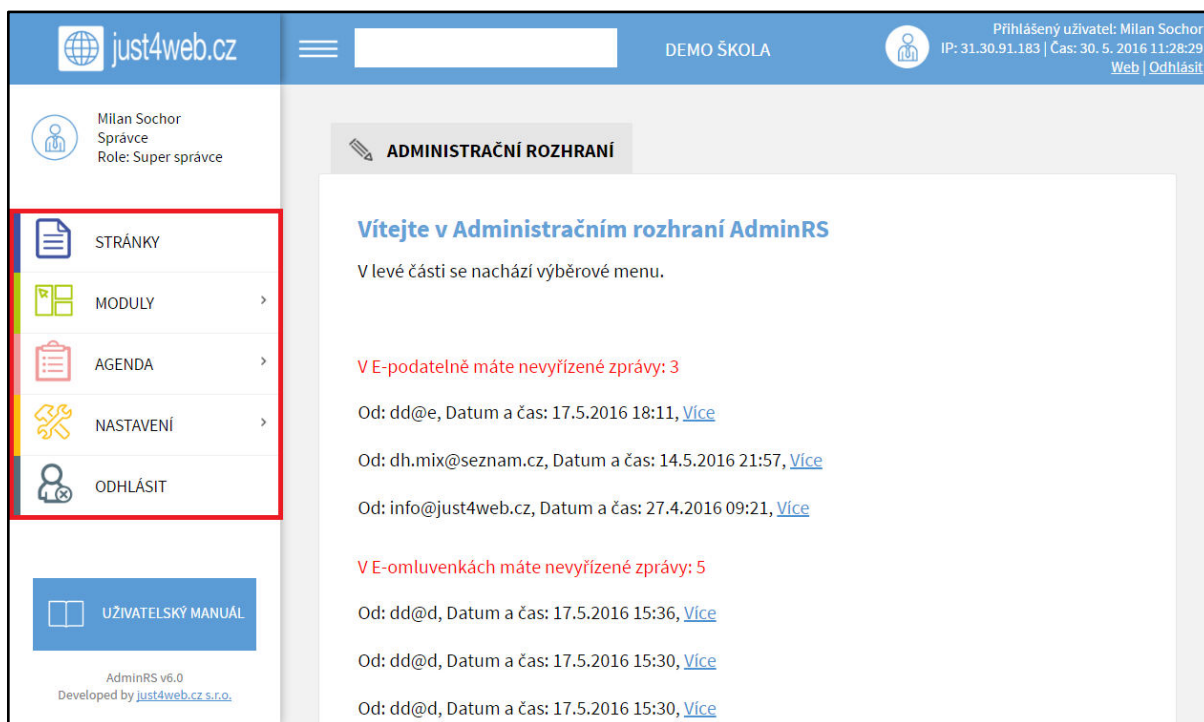 just4web.cz
DEMO ŠKOLA
Přihlášený uživatel: Milan Sochor
IP: 31.30.91.183 | Čas: 30. 5. 2016 11:28:29
Web | Odhlásit
Milan Sochor
Správce
Role: Super správce
STRÁNKY
MODULY
AGENDA
NASTAVENÍ
ODHLÁSIT
UŽIVATELSKÝ MANUÁL
AdminRS v6.0
Developed by just4web.cz s.r.o.
ADMINISTRAČNÍ ROZHRANÍ
Vítejte v Administračním rozhraní AdminRS
V levé části se nachází výběrové menu.
V E-podatelně máte nevyřízené zprávy: 3
Od: dd@e, Datum a čas: 17.5.2016 18:11, Více
Od: dh.mix@seznam.cz, Datum a čas: 14.5.2016 21:57, Více
Od: info@just4web.cz, Datum a čas: 27.4.2016 09:21, Více
V E-omluvenkách máte nevyřízené zprávy: 5
Od: dd@d, Datum a čas: 17.5.2016 15:36, Více
Od: dd@d, Datum a čas: 17.5.2016 15:30, Více
Od: dd@d, Datum a čas: 17.5.2016 15:30, Více